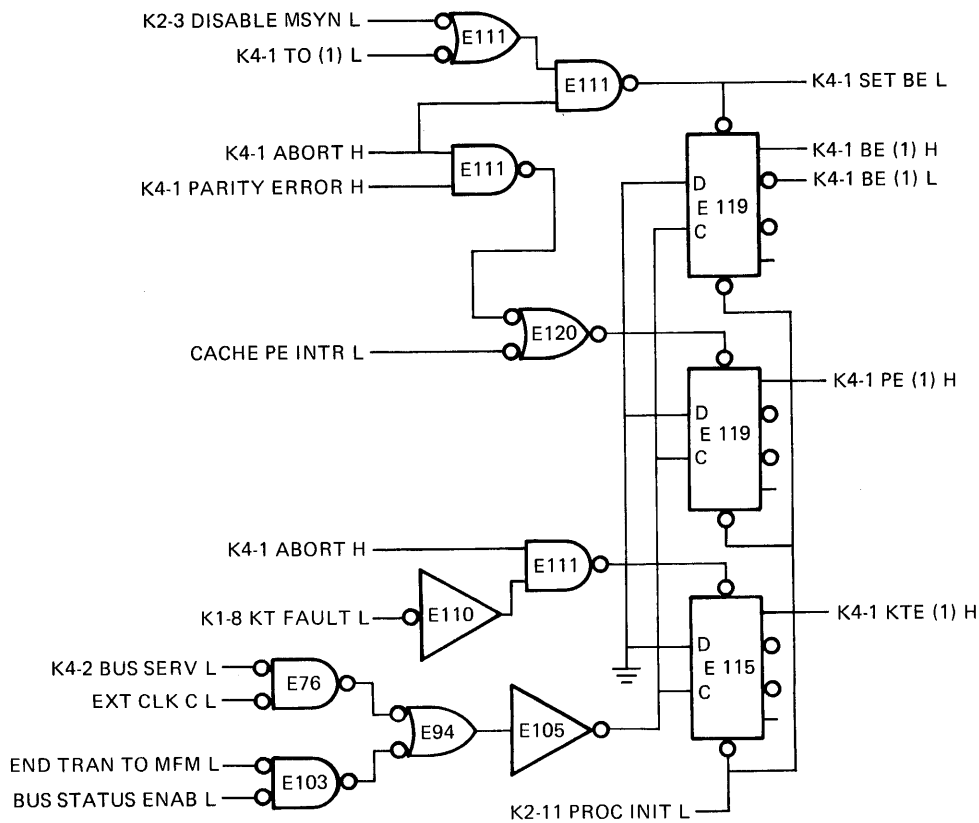 K2-3 DISABLE MSYN L
E111
K4-1 TO (1) L
E111
K4-1 SET BE L
K4-1 ABORT H
E111
K4-1 PARITY ERROR H
K4-1 BE (1) H
K4-1 BE (1) L
D
E 119
C
E120
CACHE PE INTR L
K4-1 PE (1) H
D
E 119
C
K4-1 ABORT H
E111
K1-8 KT FAULT L
E110
K4-1 KTE (1) H
D
E 115
C
K4-2 BUS SERV L
E76
EXT CLK C L
E94
E105
END TRAN TO MFM L
E103
BUS STATUS ENAB L
K2-11 PROC INIT L